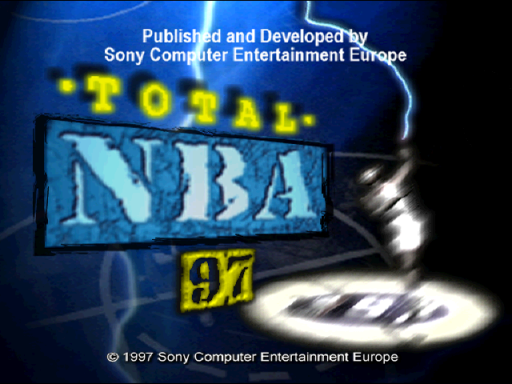 Published and Developed by
Sony Computer Entertainment Europe
·TOTAL·
NBA
97
© 1997 Sony Computer Entertainment Europe